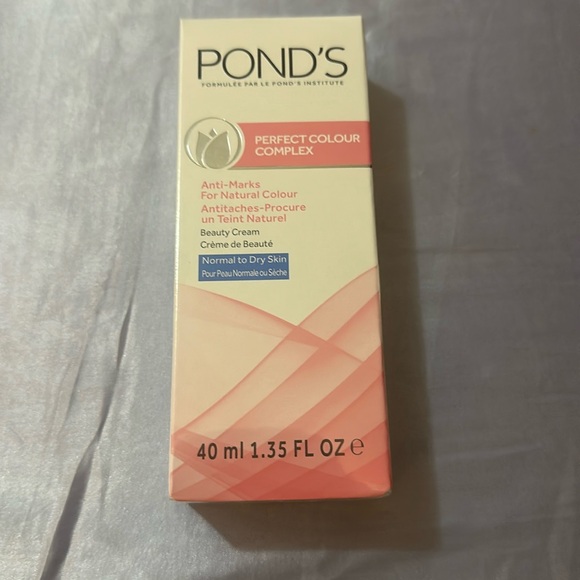 POND'S
FORMULÉES PAR LE POND'S INSTITUTE
PERFECT COLOUR
COMPLEX
Anti-Marks
For Natural Colour
Antitaches-Procure
un Teint Naturel
Beauty Cream
Crème de Beauté
Normal to Dry Skin
Pour Peau Normale ou Sèche
40 ml 1.35 FL OZ ℮